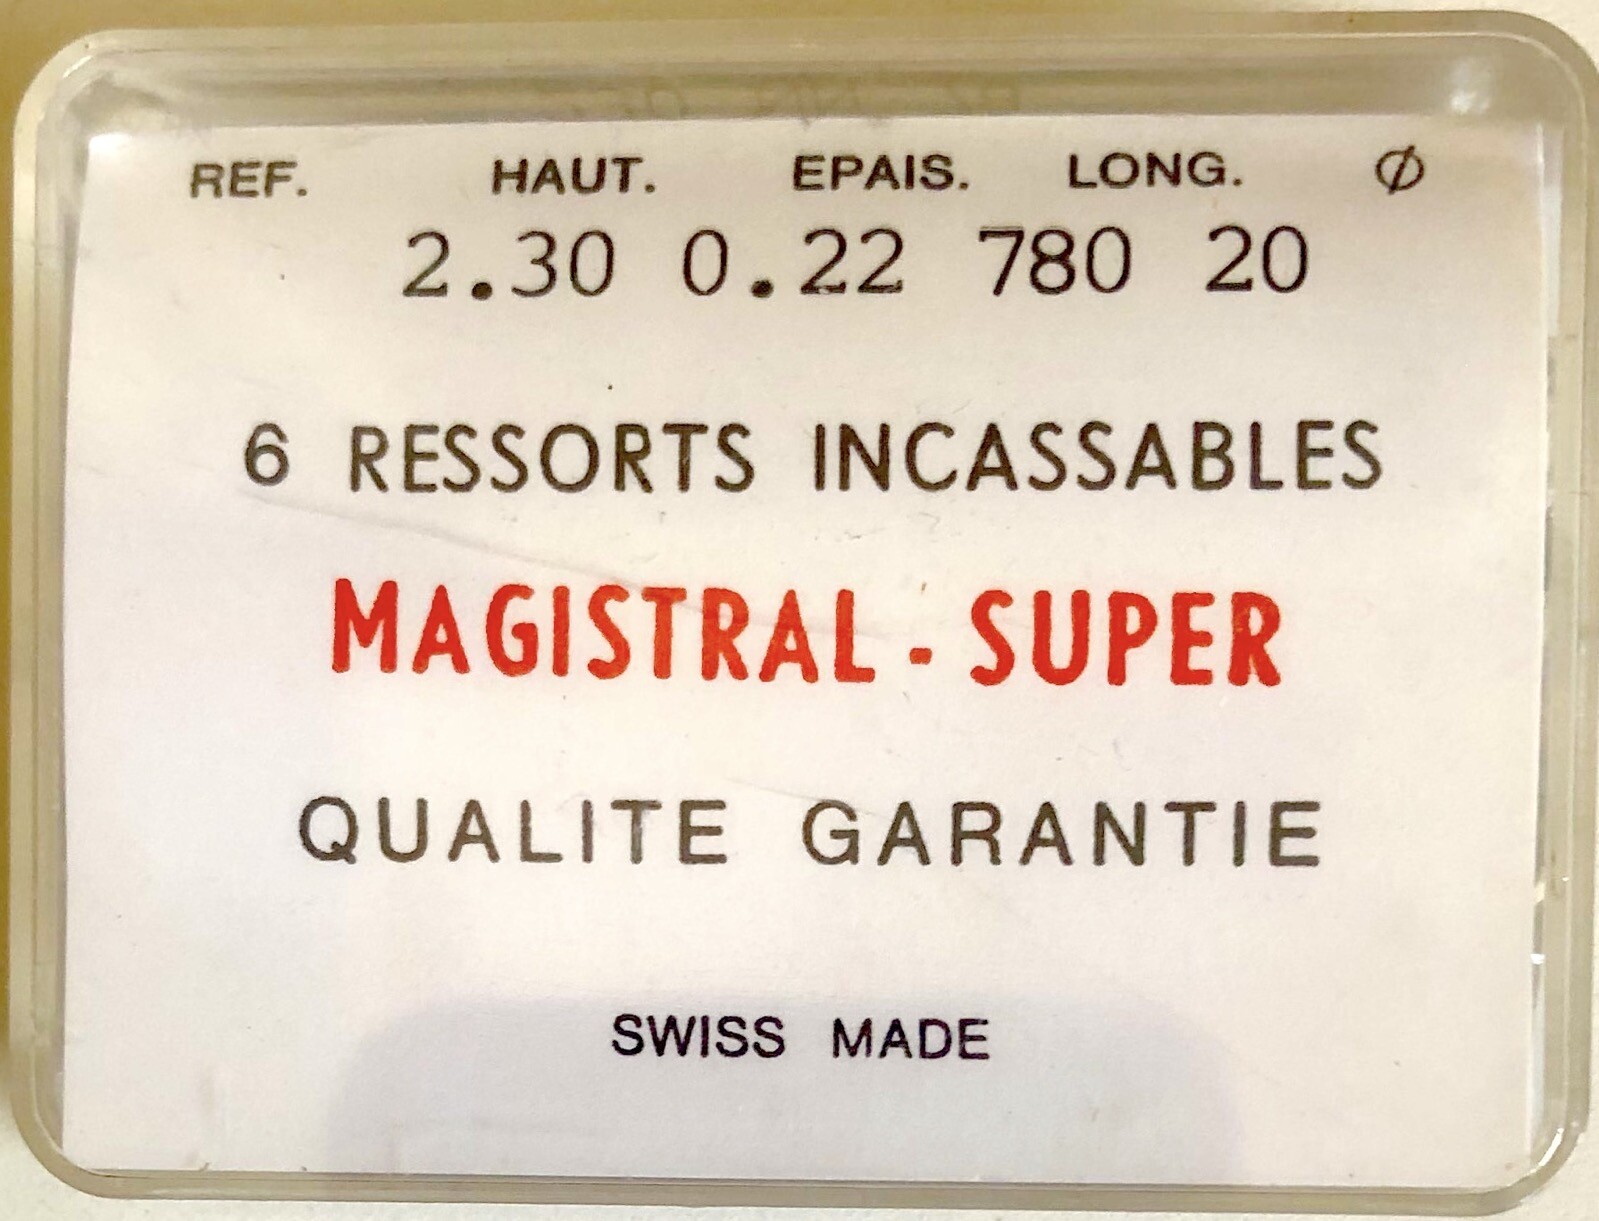 REF. HAUT. EPAIS. LONG. Ø
2.30 0.22 780 20
6 RESSORTS INCASSABLES
MAGISTRAL - SUPER
QUALITE GARANTIE
SWISS MADE